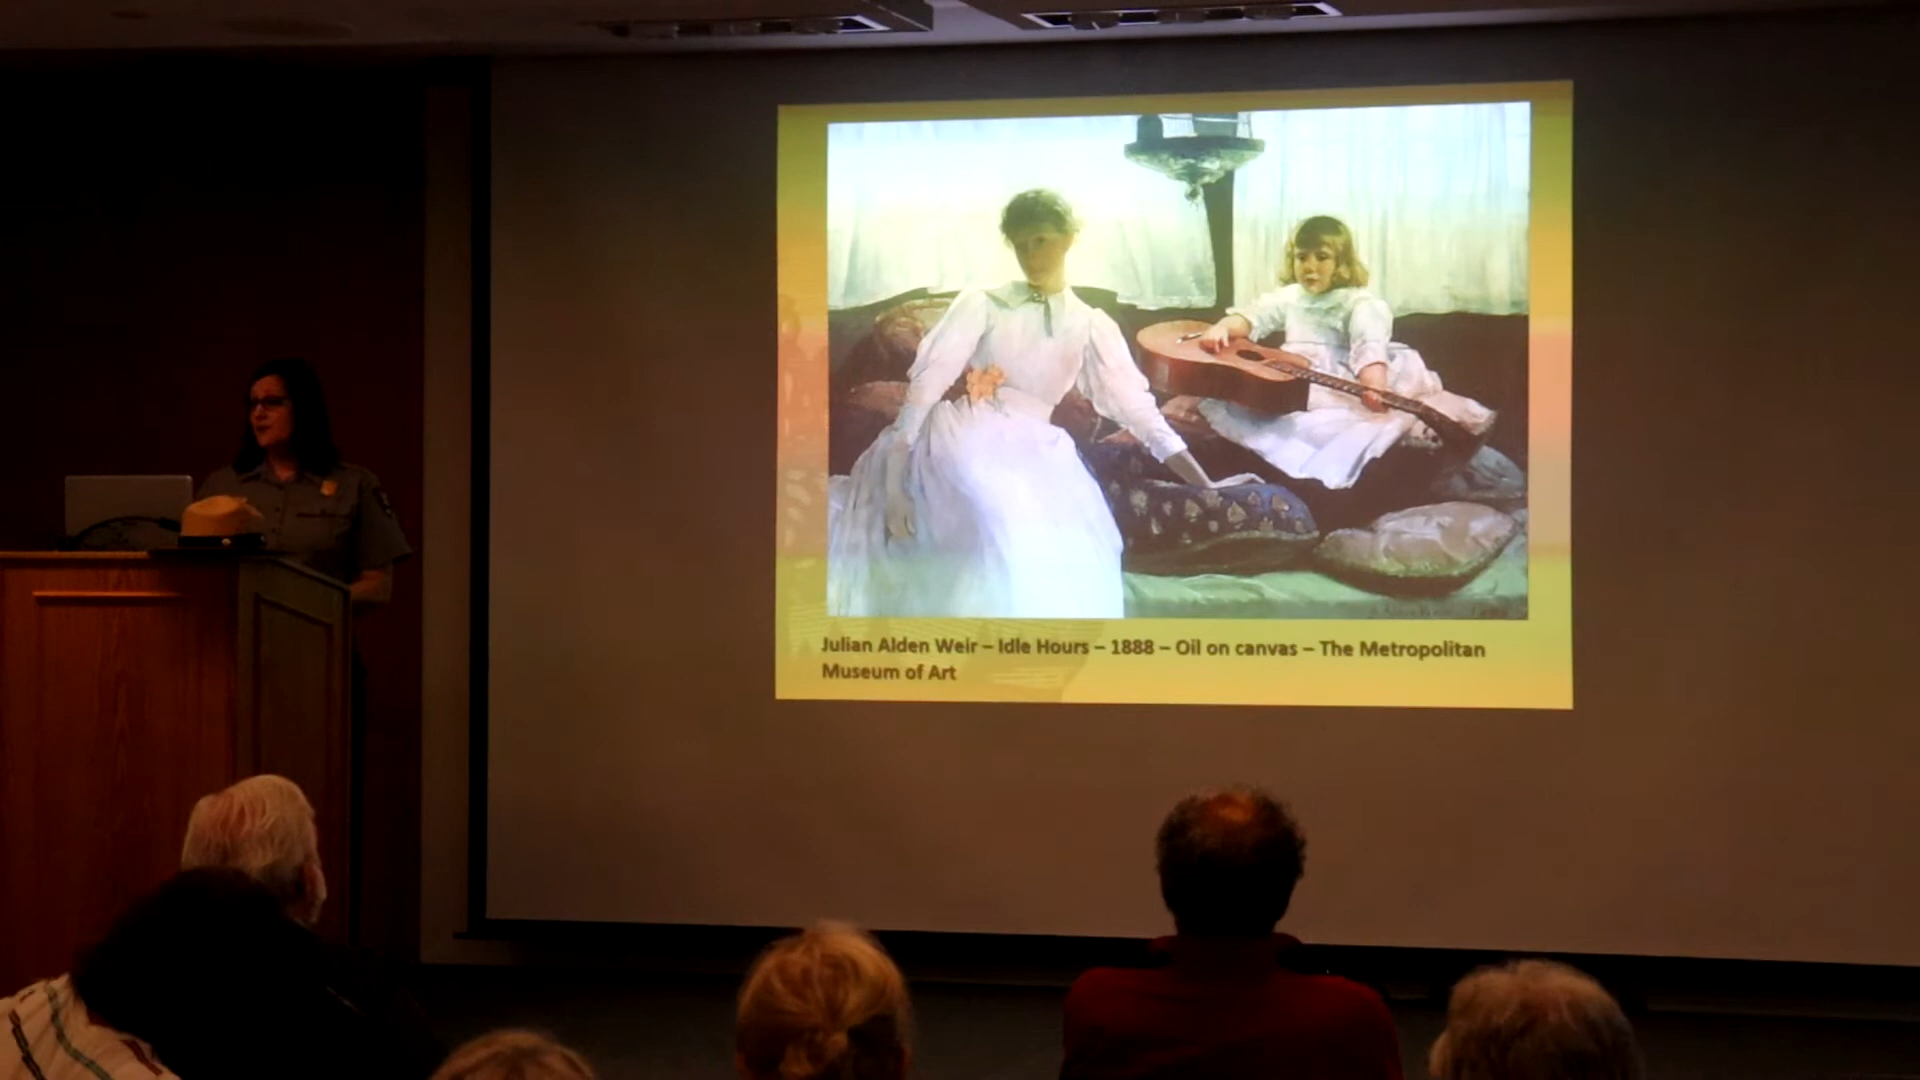 Julian Alden Weir – Idle Hours – 1888 – Oil on canvas – The Metropolitan
Museum of Art